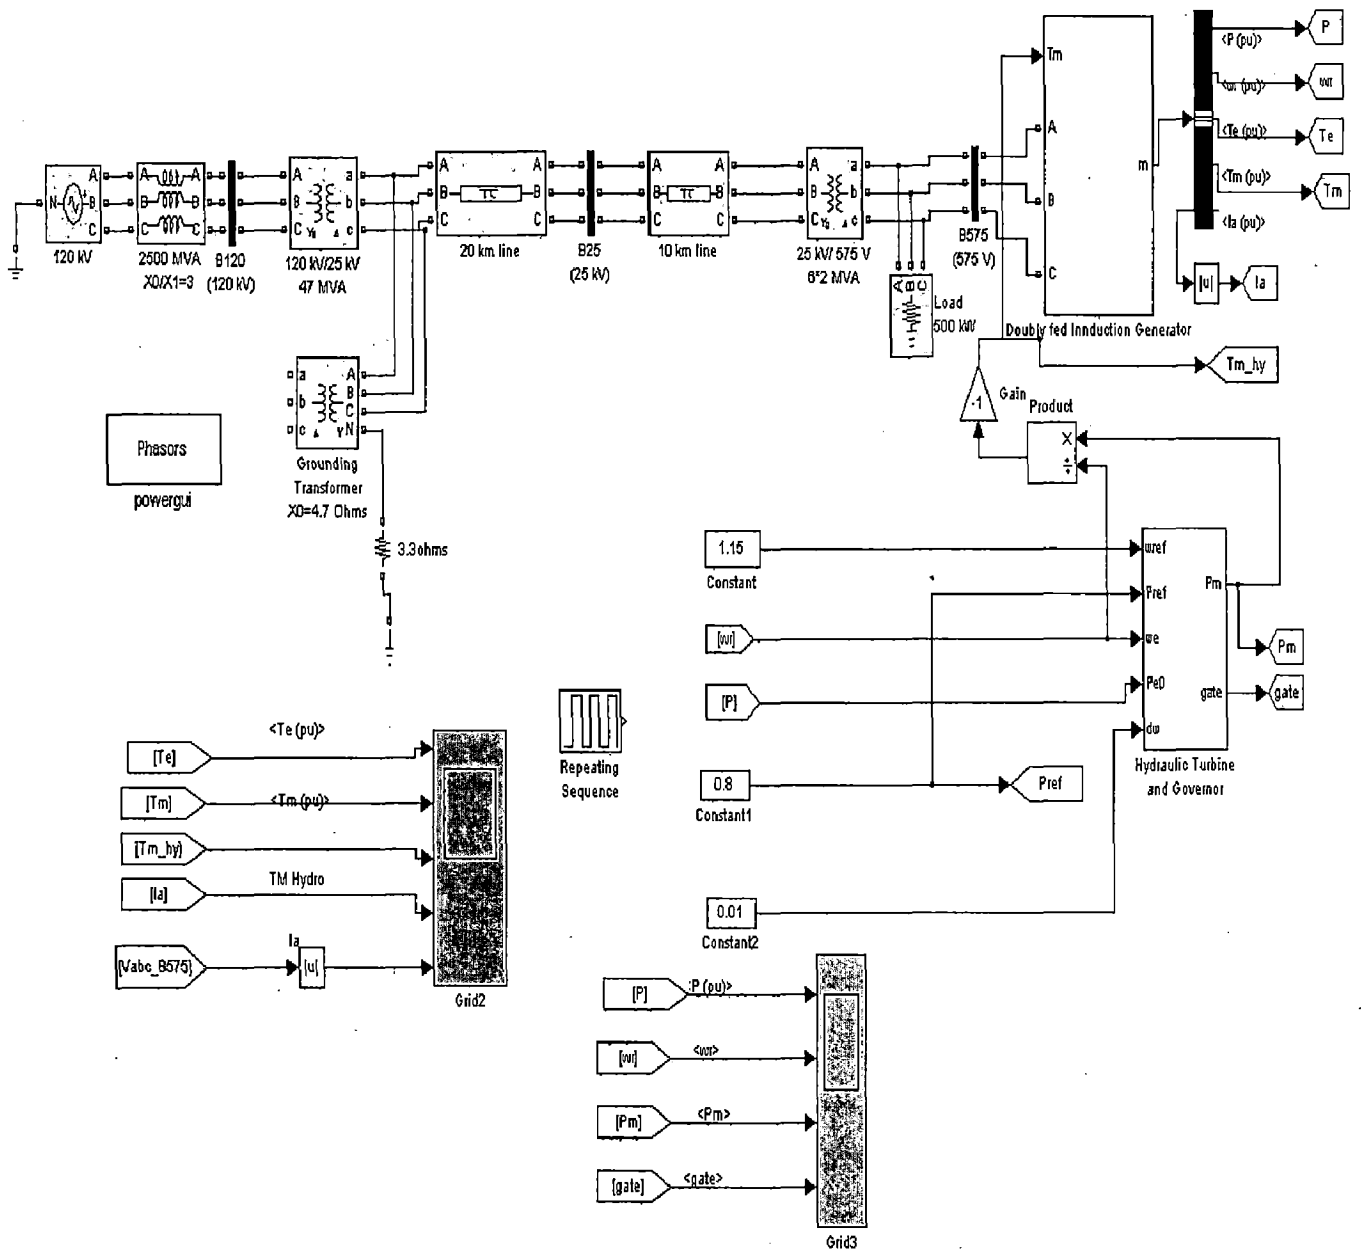 N
A
B
C
120 kV
A
B
C
A
B
C
2500 MVA
X0/X1=3
B120
(120 kV)
A
B
C
a
b
c
Yg
120 kV/25 kV
47 MVA
A
B
C
A
B
C
20 km line
B25
(25 kV)
A
B
C
A
B
C
10 km line
A
B
C
a
b
c
Yg
25 kV/ 575 V
6*2 MVA
A
B
C
Load
500 kW
B575
(575 V)
Tm
A
B
C
m
Doubly fed Innduction Generator
<P (pu)>
P
<wr (pu)>
wr
<Te (pu)>
Te
<Tm (pu)>
Tm
<Ia (pu)>
|u|
Ia
Tm_hy
-1
Gain
Product
X
÷
a
b
c
A
B
C
N
Y
Grounding
Transformer
X0=4.7 Ohms
3.3ohms
Phasors
powergui
1.15
Constant
[wr]
[P]
0.8
Constant1
0.01
Constant2
wref
Pref
we
Pe0
dw
Pm
gate
Hydraulic Turbine
and Governor
Pm
gate
Pref
Repeating
Sequence
[Te]
<Te (pu)>
[Tm]
<Tm (pu)>
[Tm_hy]
[Ia]
TM Hydro
[Vabc_B575]
Ia
|u|
Grid2
[P]
<P (pu)>
[wr]
<wr>
[Pm]
<Pm>
[gate]
<gate>
Grid3